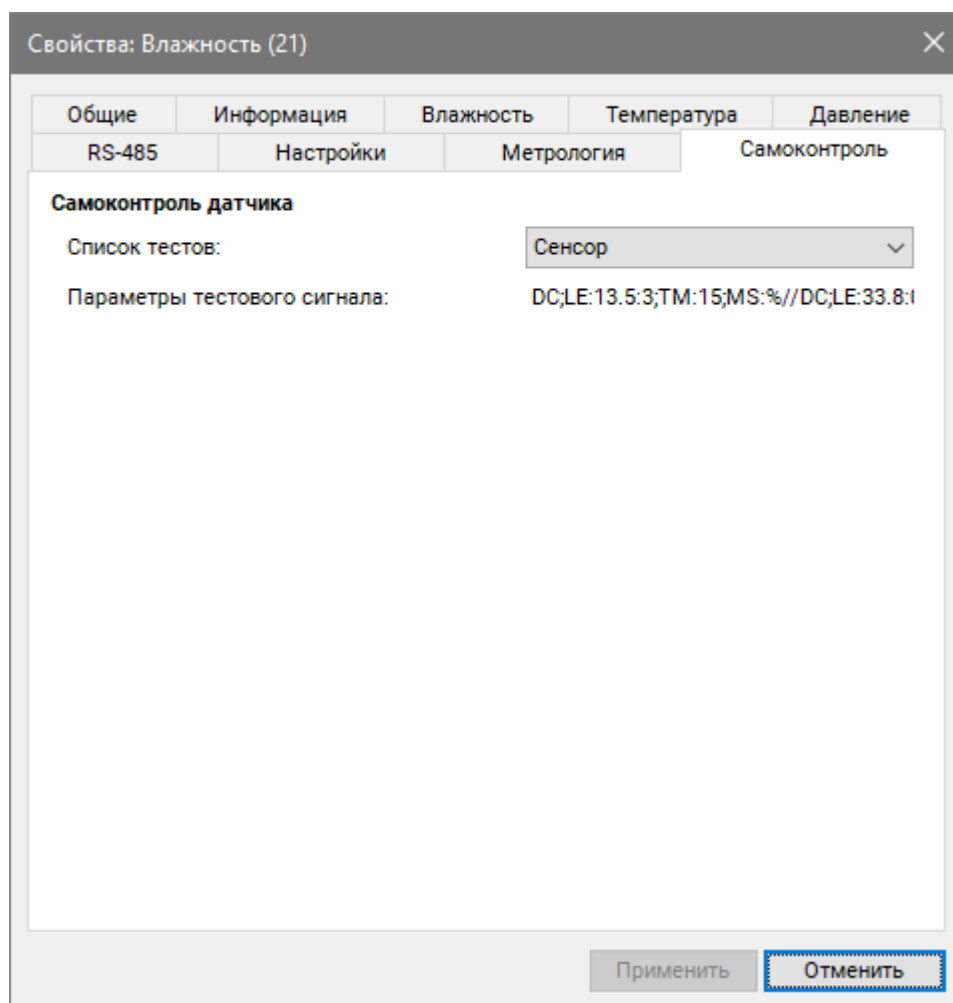 Свойства: Влажность (21)
Общие Информация Влажность Температура Давление
RS-485 Настройки Метрология Самоконтроль
Самоконтроль датчика
Список тестов: Сенсор
Параметры тестового сигнала: DC;LE:13.5:3;TM:15;MS:%//DC;LE:33.8:
Применить Отменить